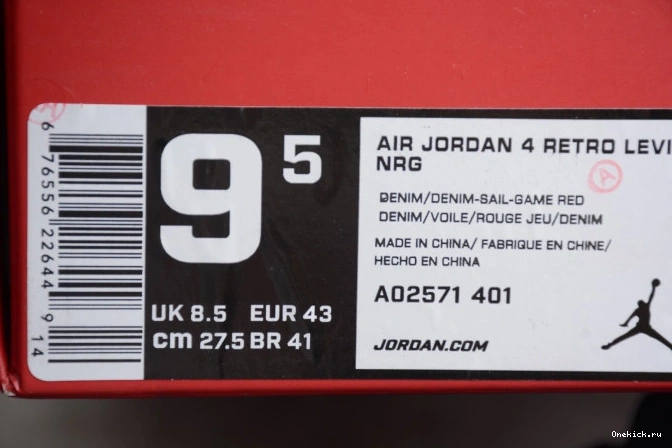 9 5
UK 8.5 EUR 43
cm 27.5 BR 41
6 76556 22644 9 14
AIR JORDAN 4 RETRO LEVI
NRG
DENIM/DENIM-SAIL-GAME RED
DENIM/VOILE/ROUGE JEU/DENIM
MADE IN CHINA/ FABRIQUE EN CHINE/
HECHO EN CHINA
AO2571 401
JORDAN.COM
A
Onekick.ru